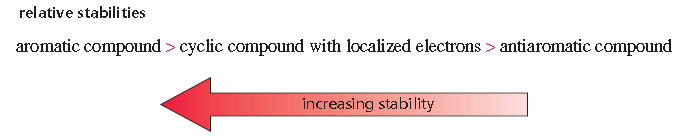 relative stabilities
aromatic compound > cyclic compound with localized electrons > antiaromatic compound
increasing stability